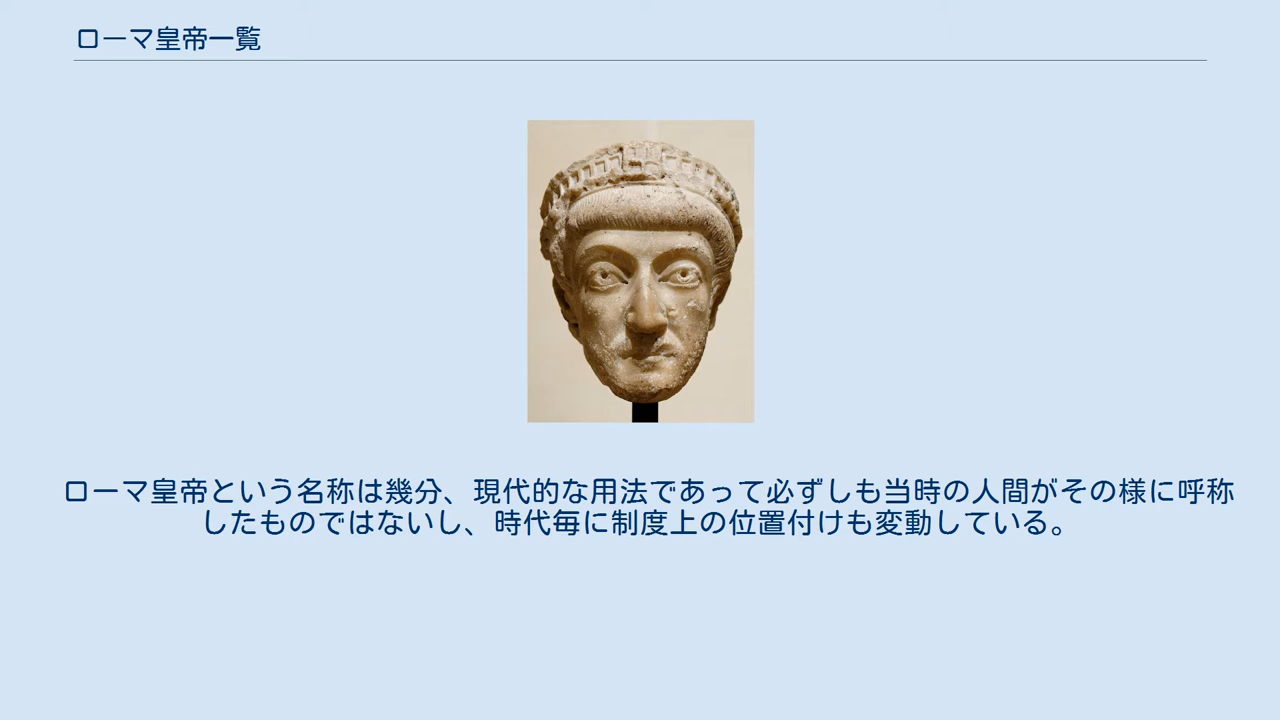 ローマ皇帝一覧
ローマ皇帝という名称は幾分、現代的な用法であって必ずしも当時の人間がその様に呼称
したものではないし、時代毎に制度上の位置付けも変動している。